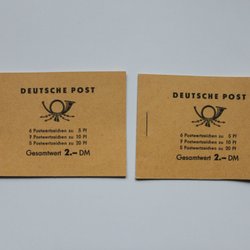 DEUTSCHE POST
6 Postwertzeichen zu 5 Pf
7 Postwertzeichen zu 10 Pf
5 Postwertzeichen zu 20 Pf
Gesamtwert 2.– DM
DEUTSCHE POST
6 Postwertzeichen zu 5 Pf
7 Postwertzeichen zu 10 Pf
5 Postwertzeichen zu 20 Pf
Gesamtwert 2.– DM